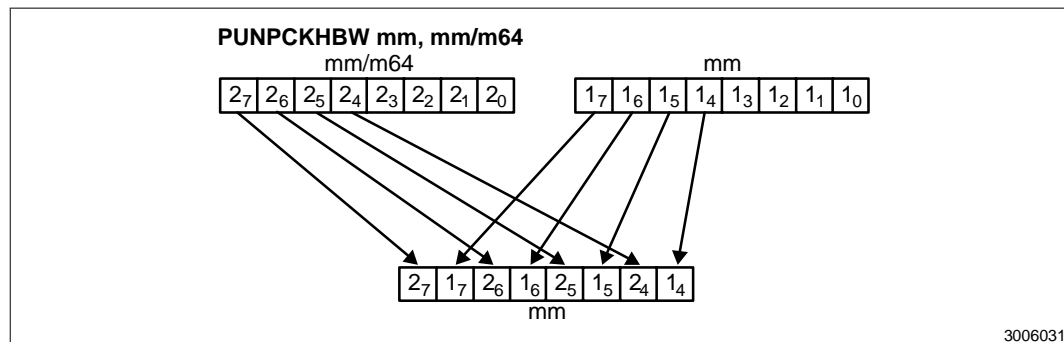 PUNPCKHBW mm, mm/m64
mm/m64 mm
2₇ 2₆ 2₅ 2₄ 2₃ 2₂ 2₁ 2₀ 1₇ 1₆ 1₅ 1₄ 1₃ 1₂ 1₁ 1₀
2₇ 1₇ 2₆ 1₆ 2₅ 1₅ 2₄ 1₄
mm
3006031